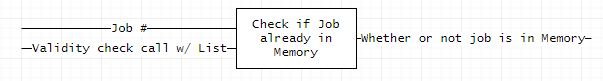 Job #
Validity check call w/ List
Check if Job
already in
Memory
Whether or not job is in Memory